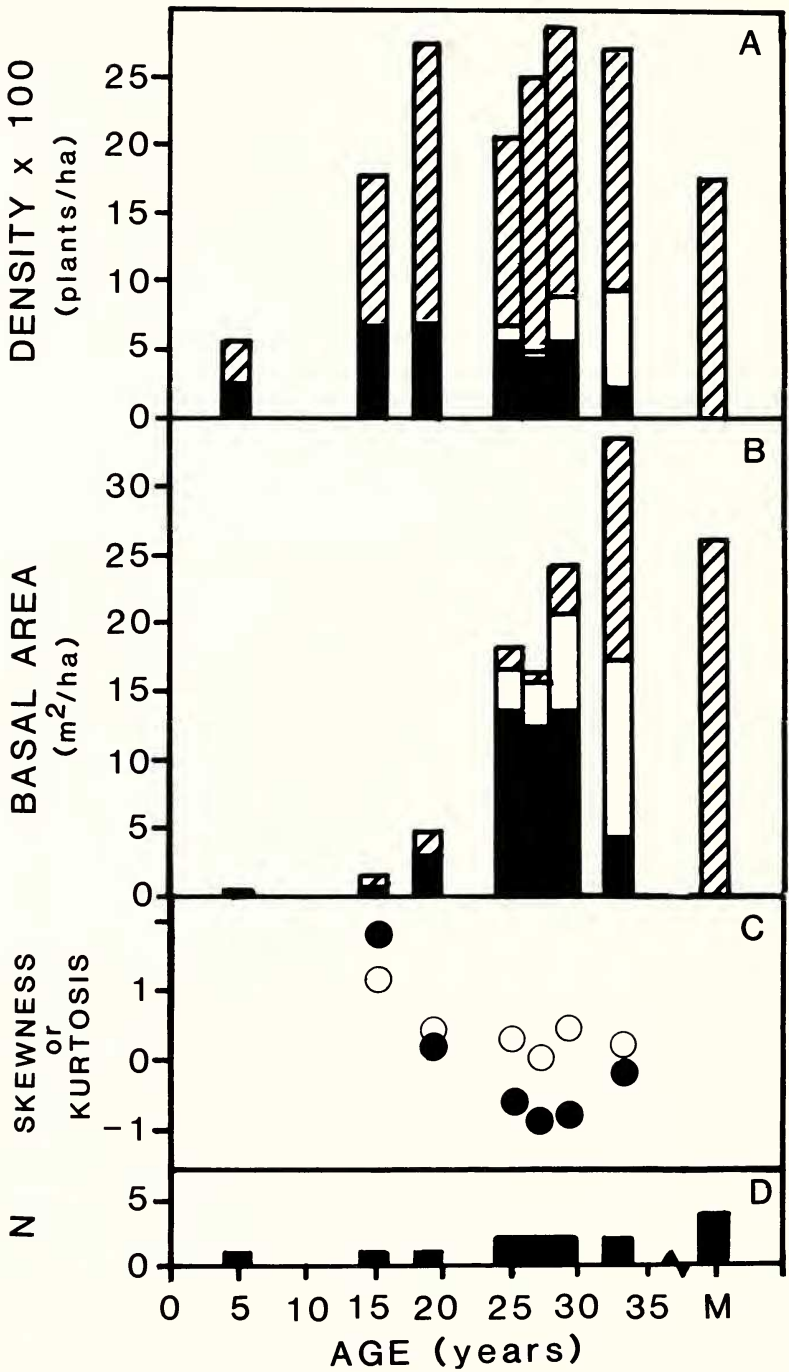 A
DENSITY x 100
(plants/ha)
25
20
15
10
5
0
B
BASAL AREA
(m²/ha)
30
25
20
15
10
5
0
C
SKEWNESS
or
KURTOSIS
1
0
−1
D
N
5
0
0 5 10 15 20 25 30 35 M
AGE (years)